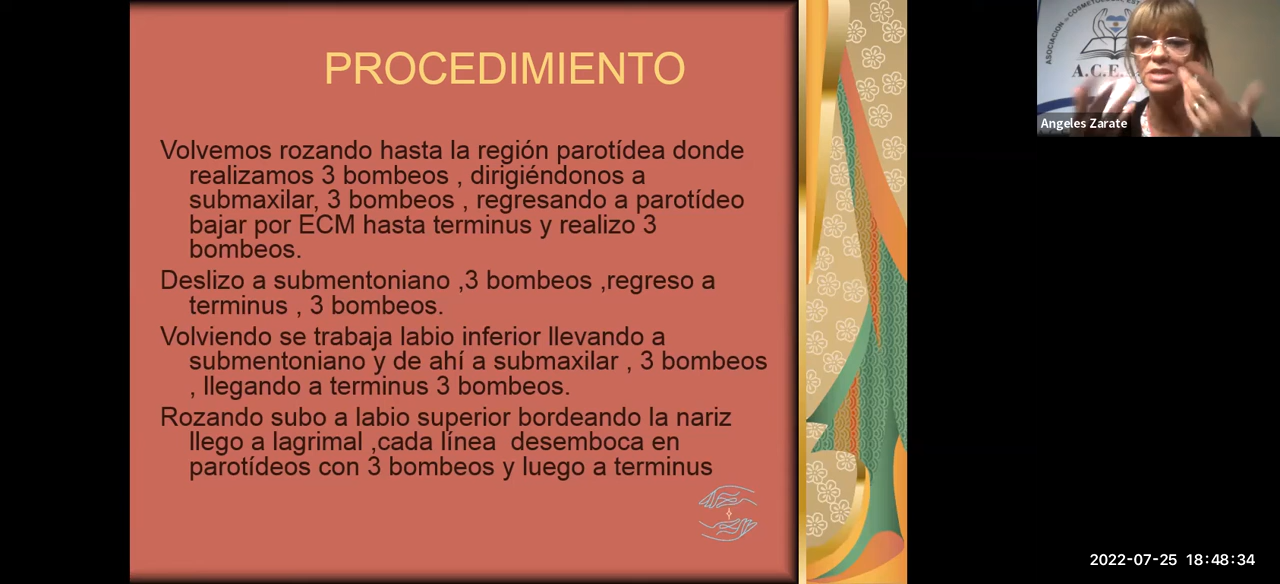 PROCEDIMIENTO
Volvemos rozando hasta la región parotídea donde
realizamos 3 bombeos , dirigiéndonos a
submaxilar, 3 bombeos , regresando a parotídeo
bajar por ECM hasta terminus y realizo 3
bombeos.
Deslizo a submentoniano ,3 bombeos ,regreso a
terminus , 3 bombeos.
Volviendo se trabaja labio inferior llevando a
submentoniano y de ahí a submaxilar , 3 bombeos
, llegando a terminus 3 bombeos.
Rozando subo a labio superior bordeando la nariz
llego a lagrimal ,cada línea  desemboca en
parotídeos con 3 bombeos y luego a terminus
A.C.E.
Angeles Zarate
2022-07-25 18:48:34